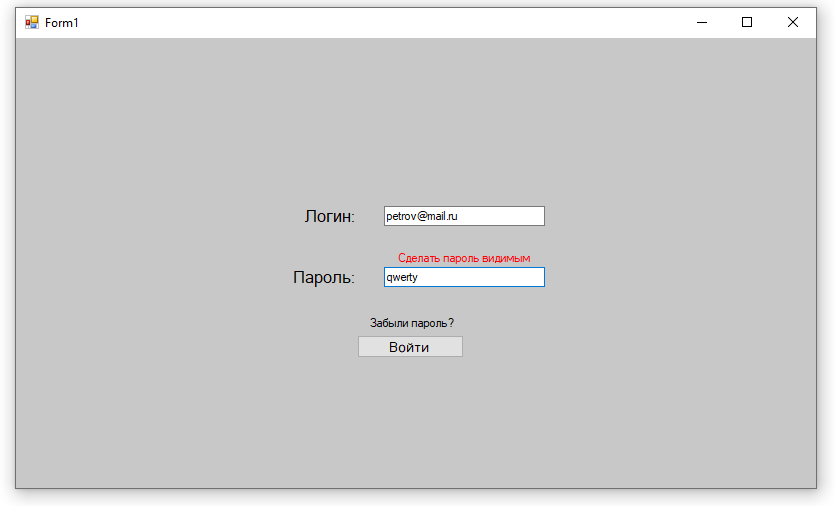 Form1
Логин:
petrov@mail.ru
Сделать пароль видимым
Пароль:
qwerty
Забыли пароль?
Войти